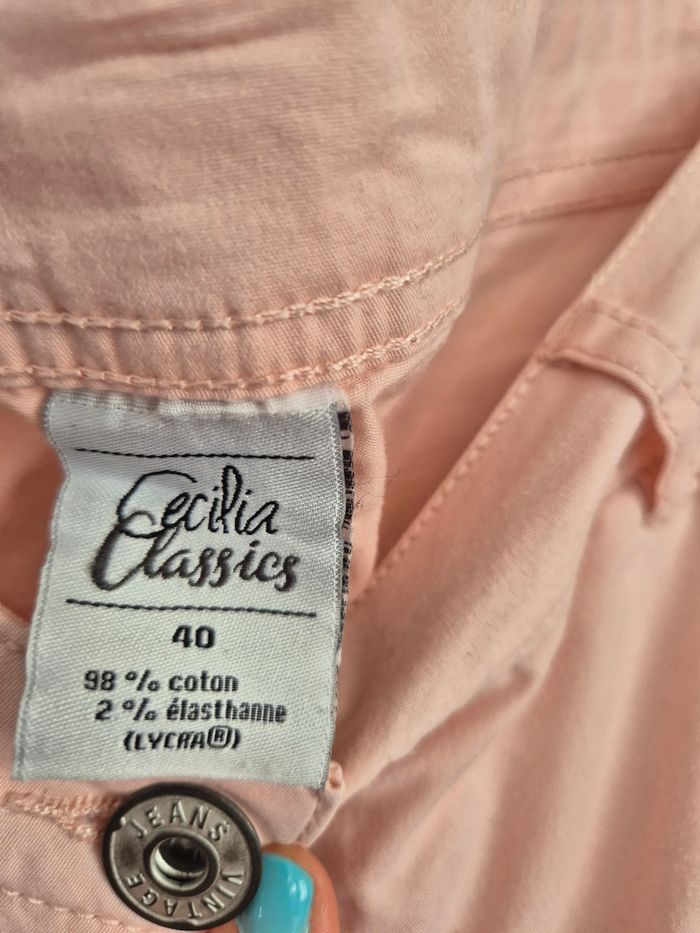 Cecilia
Classics
40
98 % coton
2 % élasthanne
(LYCRA®)
JEANS
VINTAGE